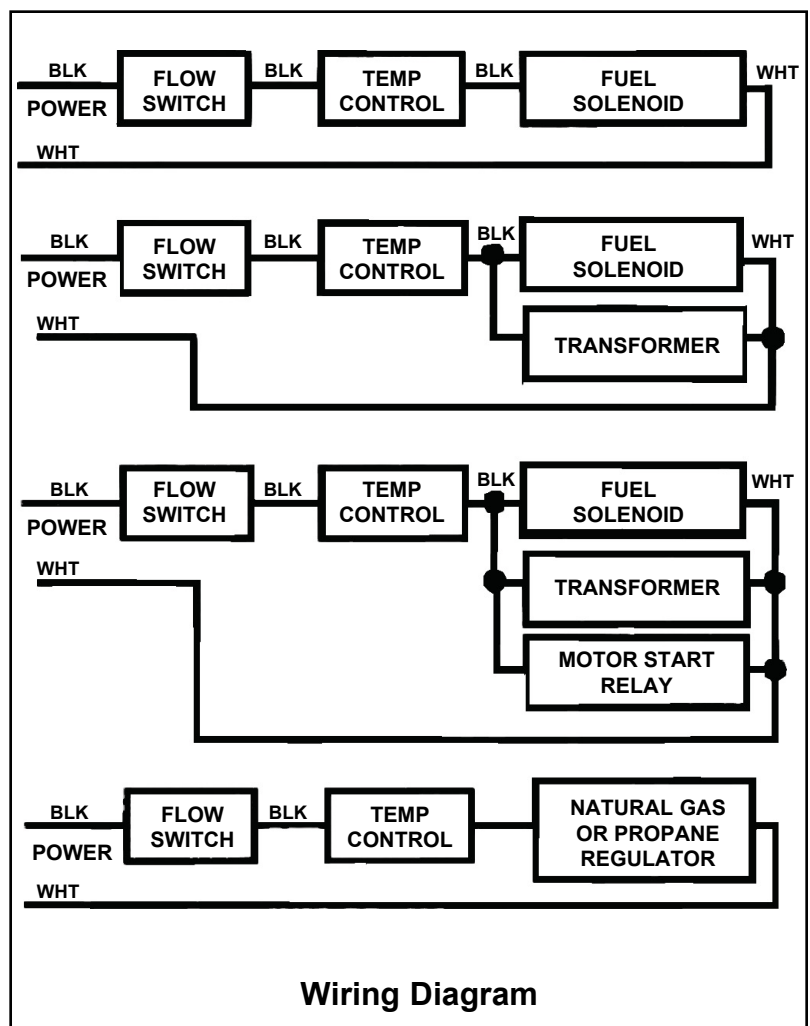 BLK
FLOW
SWITCH
BLK
TEMP
CONTROL
BLK
FUEL
SOLENOID
WHT
POWER
WHT
BLK
FLOW
SWITCH
BLK
TEMP
CONTROL
BLK
FUEL
SOLENOID
WHT
POWER
WHT
TRANSFORMER
BLK
FLOW
SWITCH
BLK
TEMP
CONTROL
BLK
FUEL
SOLENOID
WHT
POWER
WHT
TRANSFORMER
MOTOR START
RELAY
BLK
FLOW
SWITCH
BLK
TEMP
CONTROL
NATURAL GAS
OR PROPANE
REGULATOR
POWER
WHT
Wiring Diagram